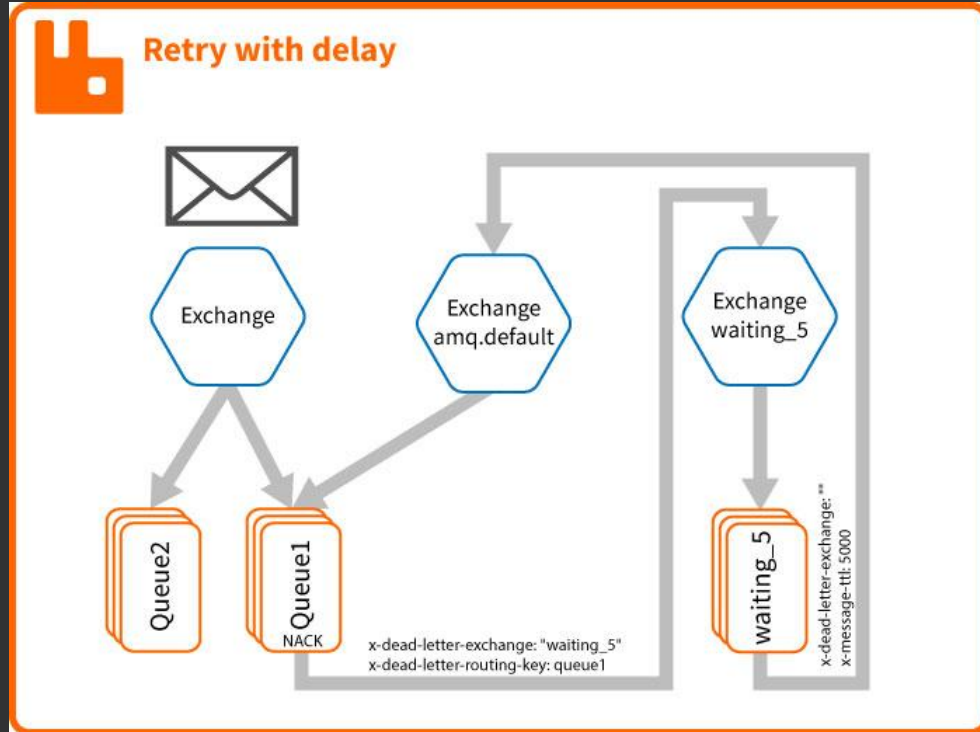 Retry with delay
Exchange
Exchange
amq.default
Exchange
waiting_5
Queue2
Queue1
NACK
x-dead-letter-exchange: "waiting_5"
x-dead-letter-routing-key: queue1
waiting_5
x-dead-letter-exchange: ""
x-message-ttl: 5000